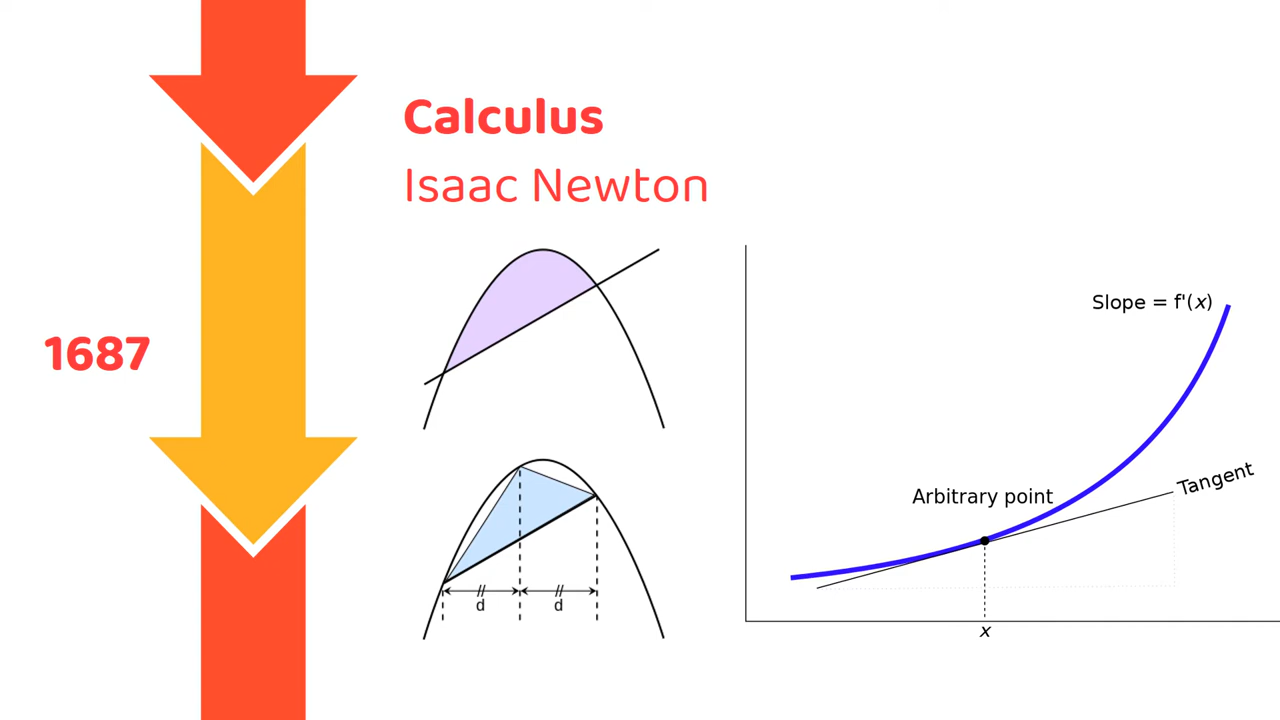 Calculus
Isaac Newton
1687
Slope = f'(x)
Arbitrary point
Tangent
d
d
x